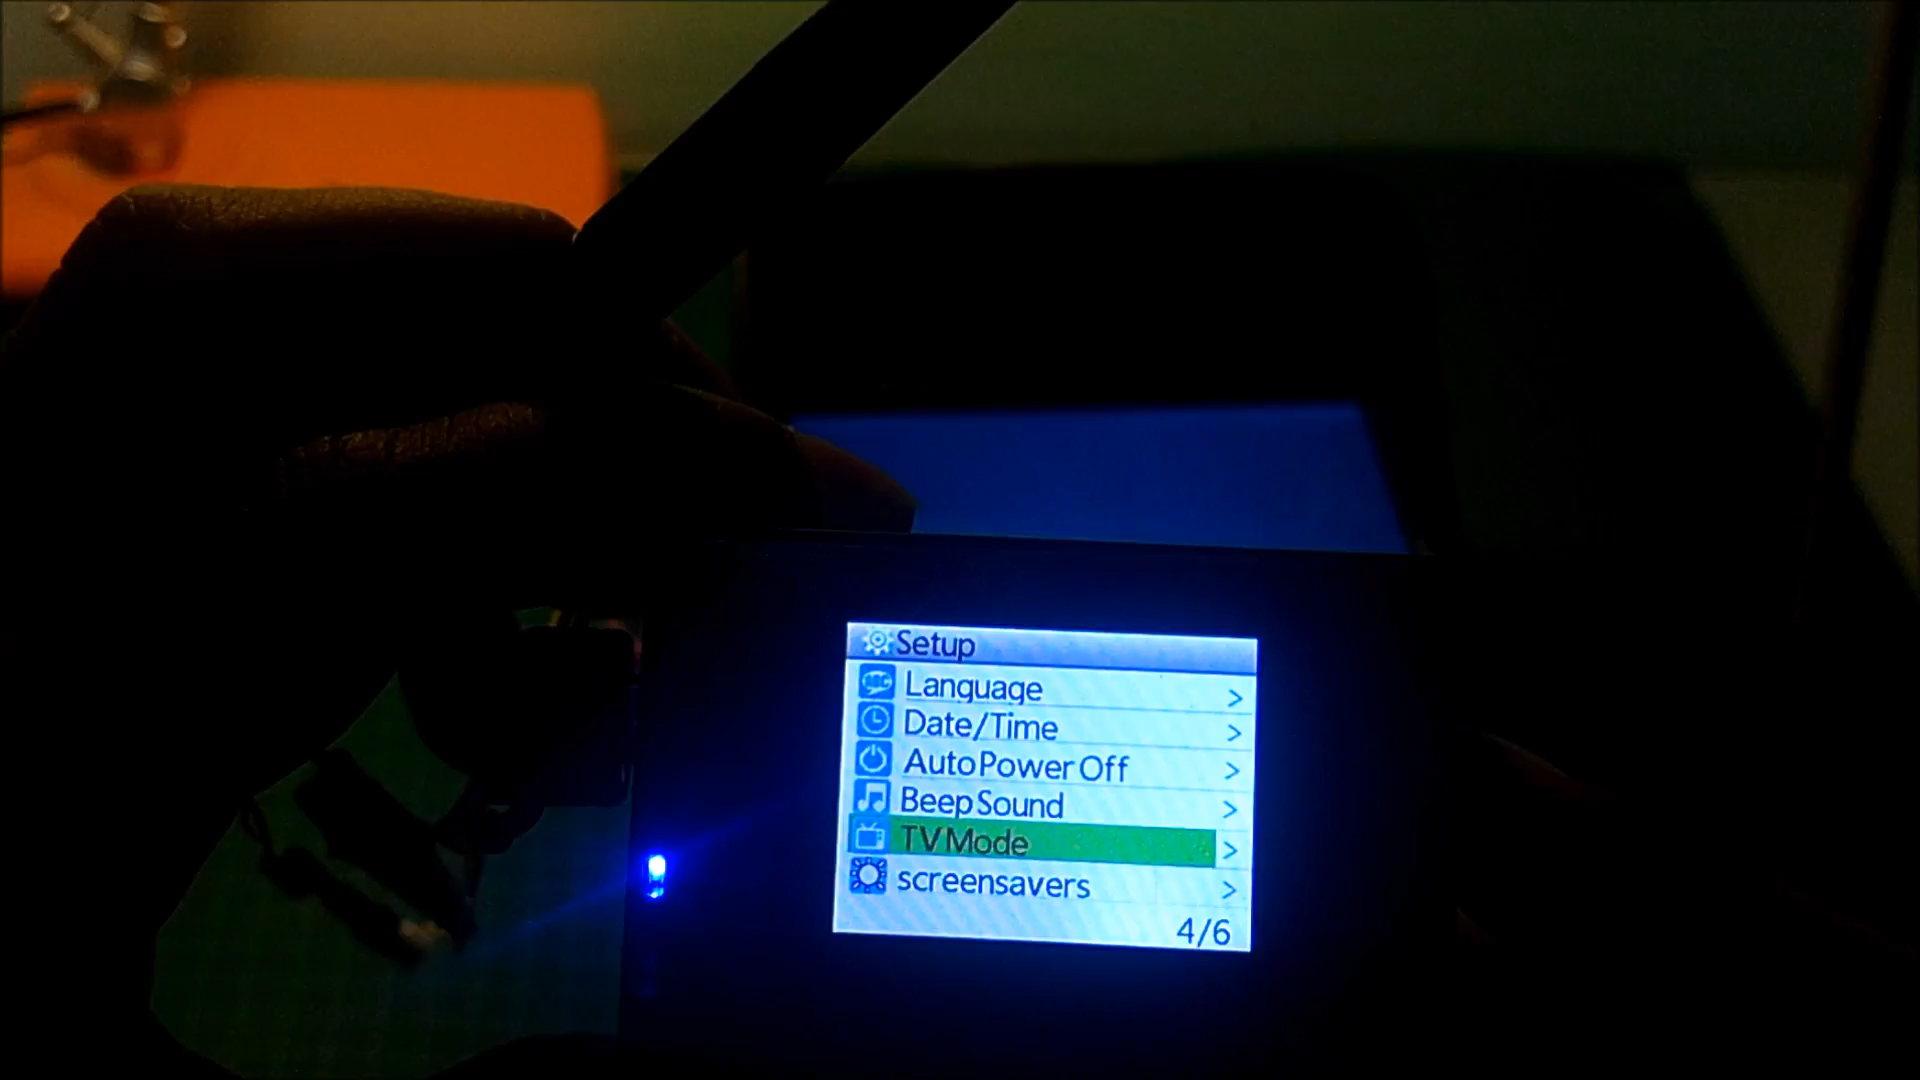 Setup
Language >
Date/Time >
Auto Power Off >
Beep Sound >
TV Mode >
screensavers >
4/6